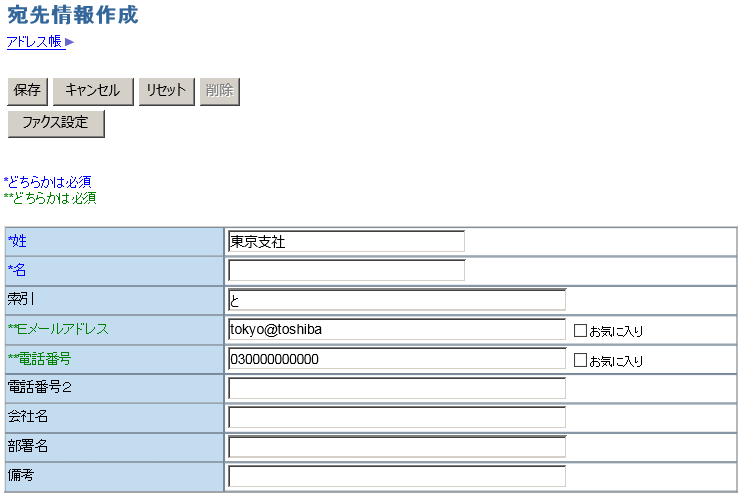 宛先情報作成
アドレス帳
保存 キャンセル リセット 削除
ファクス設定
*どちらかは必須
**どちらかは必須
*姓 東京支社
*名
索引 と
**Eメールアドレス tokyo@toshiba お気に入り
**電話番号 030000000000 お気に入り
電話番号2
会社名
部署名
備考